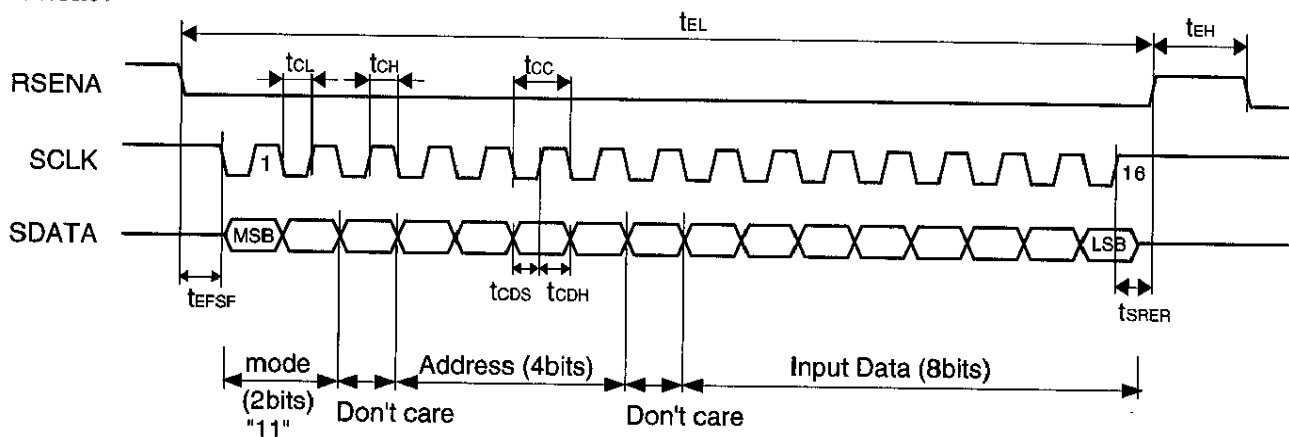 tEL
tEH
tCL
tCH
tCC
RSENA
SCLK
1
16
SDATA
MSB
LSB
tEFSF
tCDS
tCDH
tSRER
mode
(2bits)
"11"
Don't care
Address (4bits)
Don't care
Input Data (8bits)